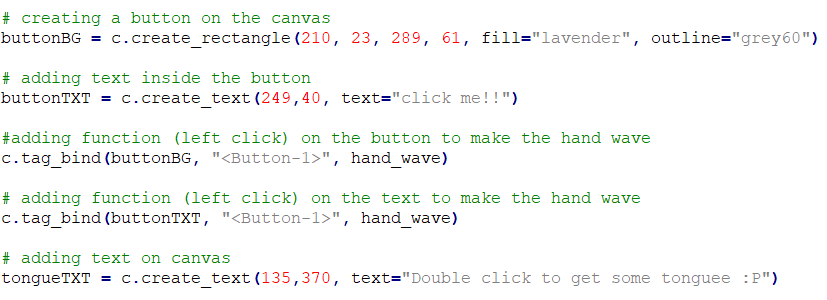 # creating a button on the canvas
buttonBG = c.create_rectangle(210, 23, 289, 61, fill="lavender", outline="grey60")
# adding text inside the button
buttonTXT = c.create_text(249,40, text="click me!!")
#adding function (left click) on the button to make the hand wave
c.tag_bind(buttonBG, "<Button-1>", hand_wave)
# adding function (left click) on the text to make the hand wave
c.tag_bind(buttonTXT, "<Button-1>", hand_wave)
# adding text on canvas
tongueTXT = c.create_text(135,370, text="Double click to get some tonguee :P")